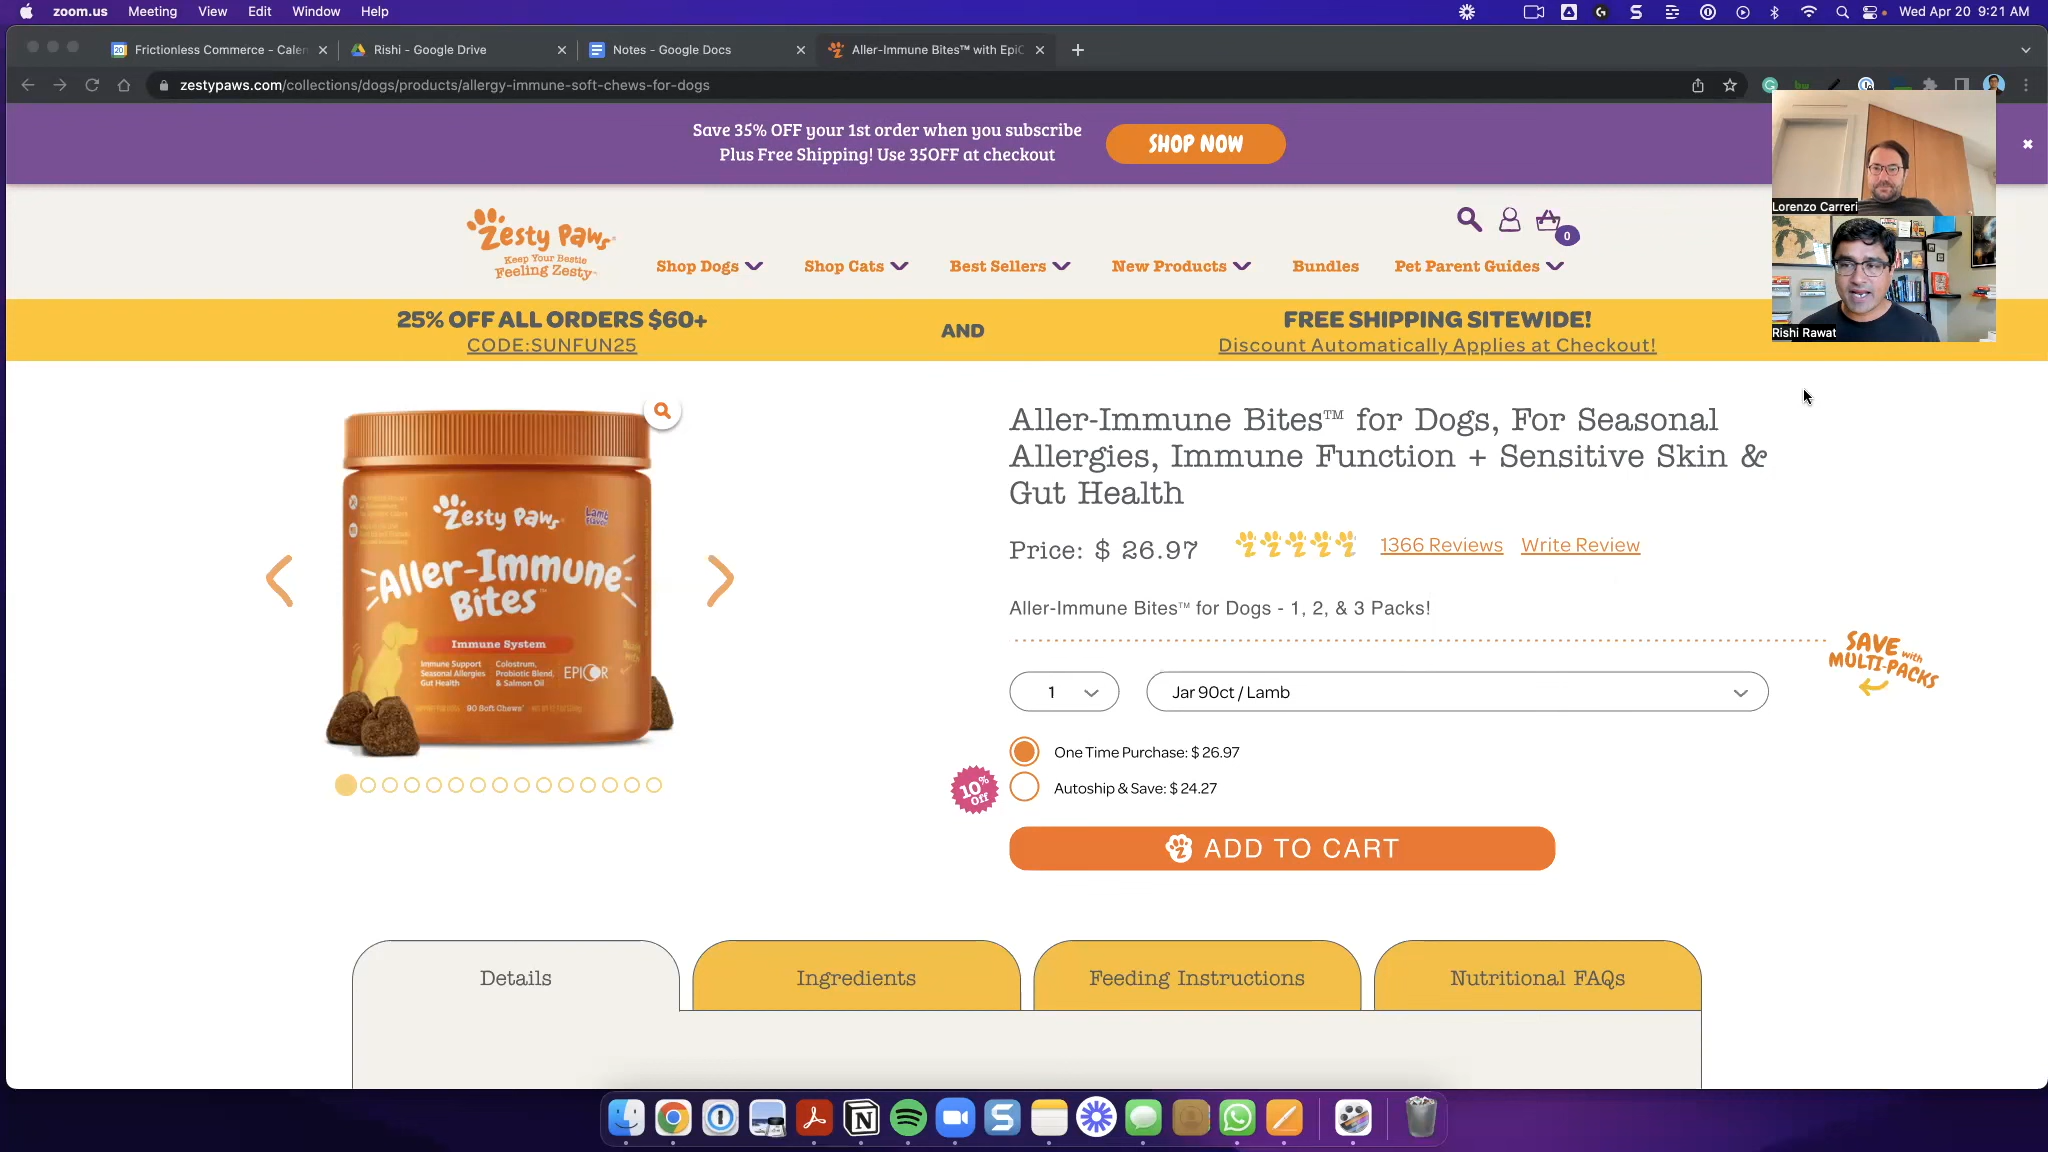 zoom.us Meeting View Edit Window Help Wed Apr 20 9:21 AM
Frictionless Commerce - Calen Rishi - Google Drive Notes - Google Docs Aller-Immune Bites™ with EpiC
zestypaws.com/collections/dogs/products/allergy-immune-soft-chews-for-dogs
Save 35% OFF your 1st order when you subscribe
Plus Free Shipping! Use 35OFF at checkout
SHOP NOW
Lorenzo Carreri
Rishi Rawat
Zesty Paws
Keep Your Bestie
Feeling Zesty™
0
Shop Dogs Shop Cats Best Sellers New Products Bundles Pet Parent Guides
25% OFF ALL ORDERS $60+
CODE:SUNFUN25
AND
FREE SHIPPING SITEWIDE!
Discount Automatically Applies at Checkout!
Zesty Paws
Lamb
Flavor
Aller-Immune
Bites™
Immune System
Immune Support
Seasonal Allergies
Gut Health
Colostrum,
Probiotic Blend,
& Salmon Oil
EPICOR
90 Soft Chews
Aller-Immune Bites™ for Dogs, For Seasonal
Allergies, Immune Function + Sensitive Skin &
Gut Health
Price: $ 26.97 1366 Reviews Write Review
Aller-Immune Bites™ for Dogs - 1, 2, & 3 Packs!
SAVE with
MULTI-PACKS
1 Jar 90ct / Lamb
One Time Purchase: $ 26.97
10% Off
Autoship & Save: $ 24.27
ADD TO CART
Details Ingredients Feeding Instructions Nutritional FAQs